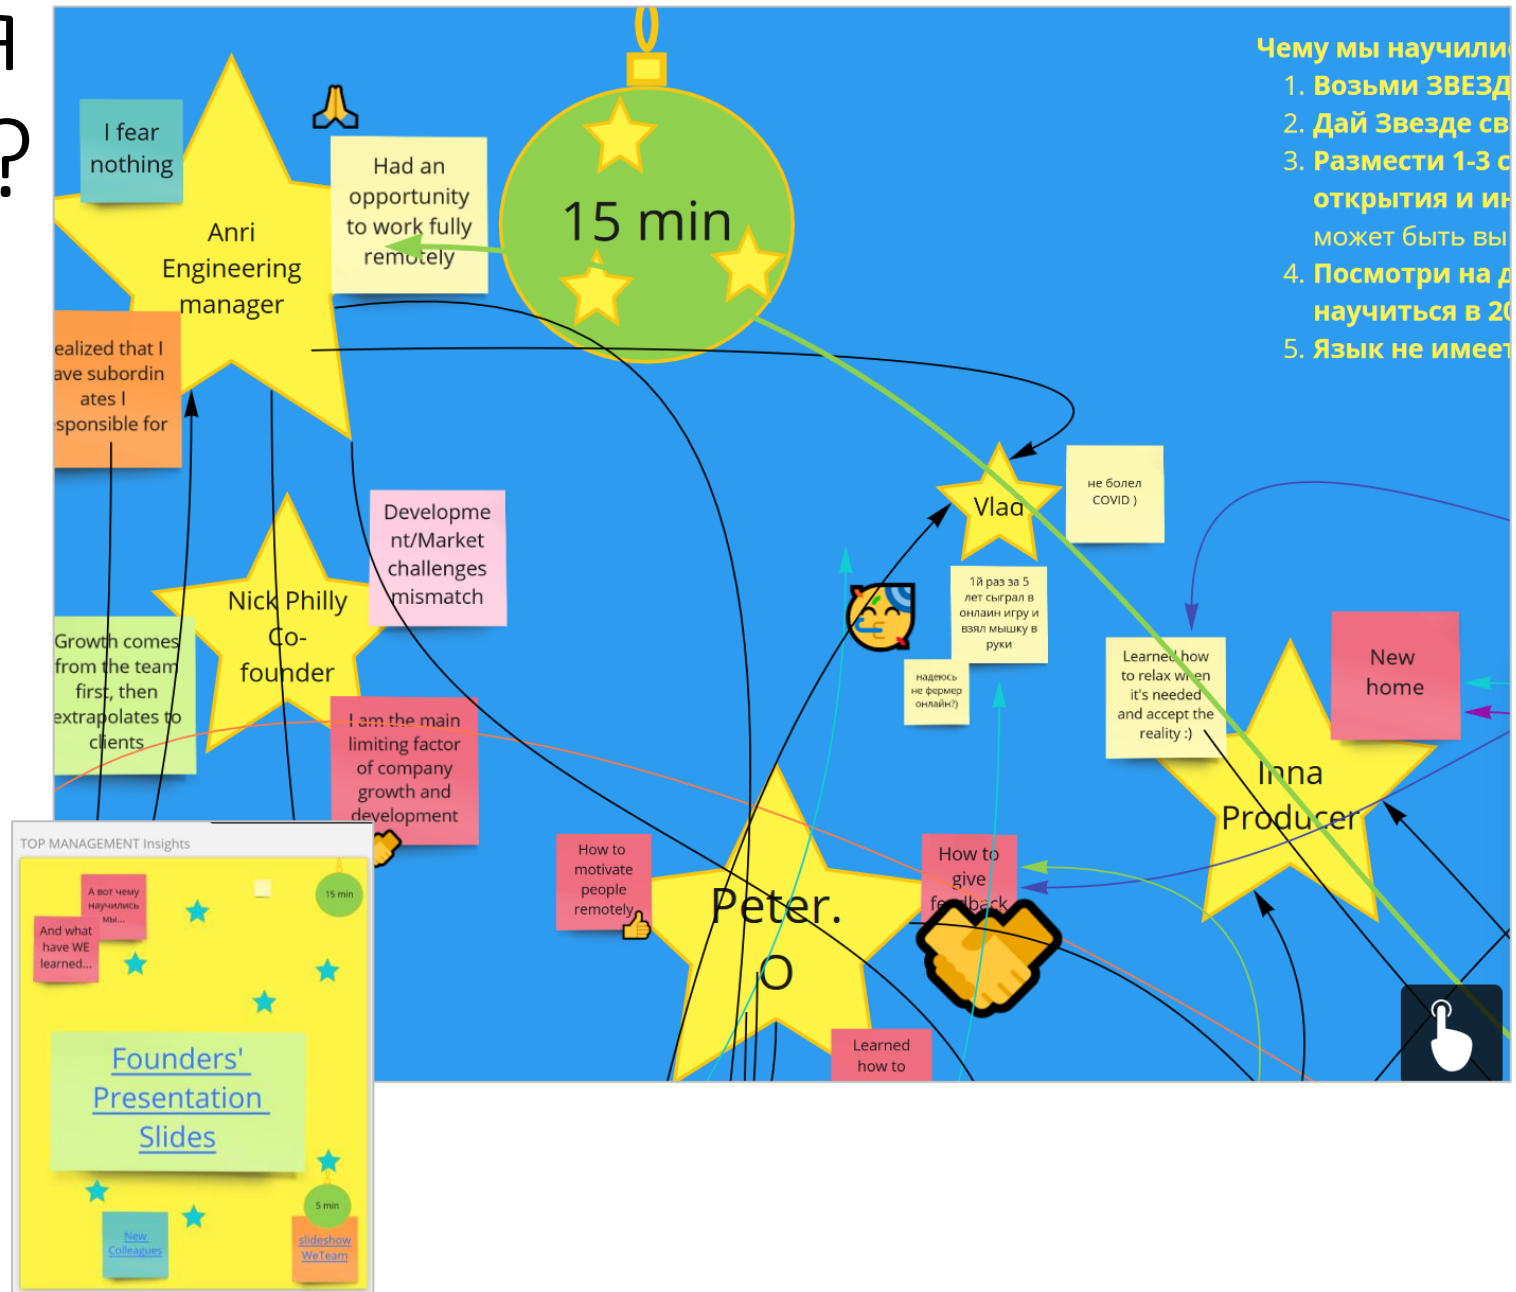 Я
?
Чему мы научили
1. Возьми ЗВЕЗД
2. Дай Звезде св
3. Размести 1-3 с
открытия и ин
может быть вы
4. Посмотри на д
научиться в 20
5. Язык не имеет
I fear
nothing
Had an
opportunity
to work fully
remotely
15 min
Anri
Engineering
manager
ealized that I
ave subordin
ates I
sponsible for
Vlad
не болел
COVID )
1й раз за 5
лет сыграл в
онлаин игру и
взял мышку в
руки
надеюсь
не фермер
онлайн?)
Developme
nt/Market
challenges
mismatch
Nick Philly
Co-
founder
Growth comes
from the team
first, then
extrapolates to
clients
I am the main
limiting factor
of company
growth and
development
Learned how
to relax when
it's needed
and accept the
reality :)
New
home
Inna
Producer
How to
motivate
people
remotely
Peter.
O
How to
give
feedback
Learned
how to
TOP MANAGEMENT Insights
А вот чему
научились
мы...
And what
have WE
learned...
15 min
Founders'
Presentation
Slides
5 min
New
Colleagues
slideshow
WeTeam